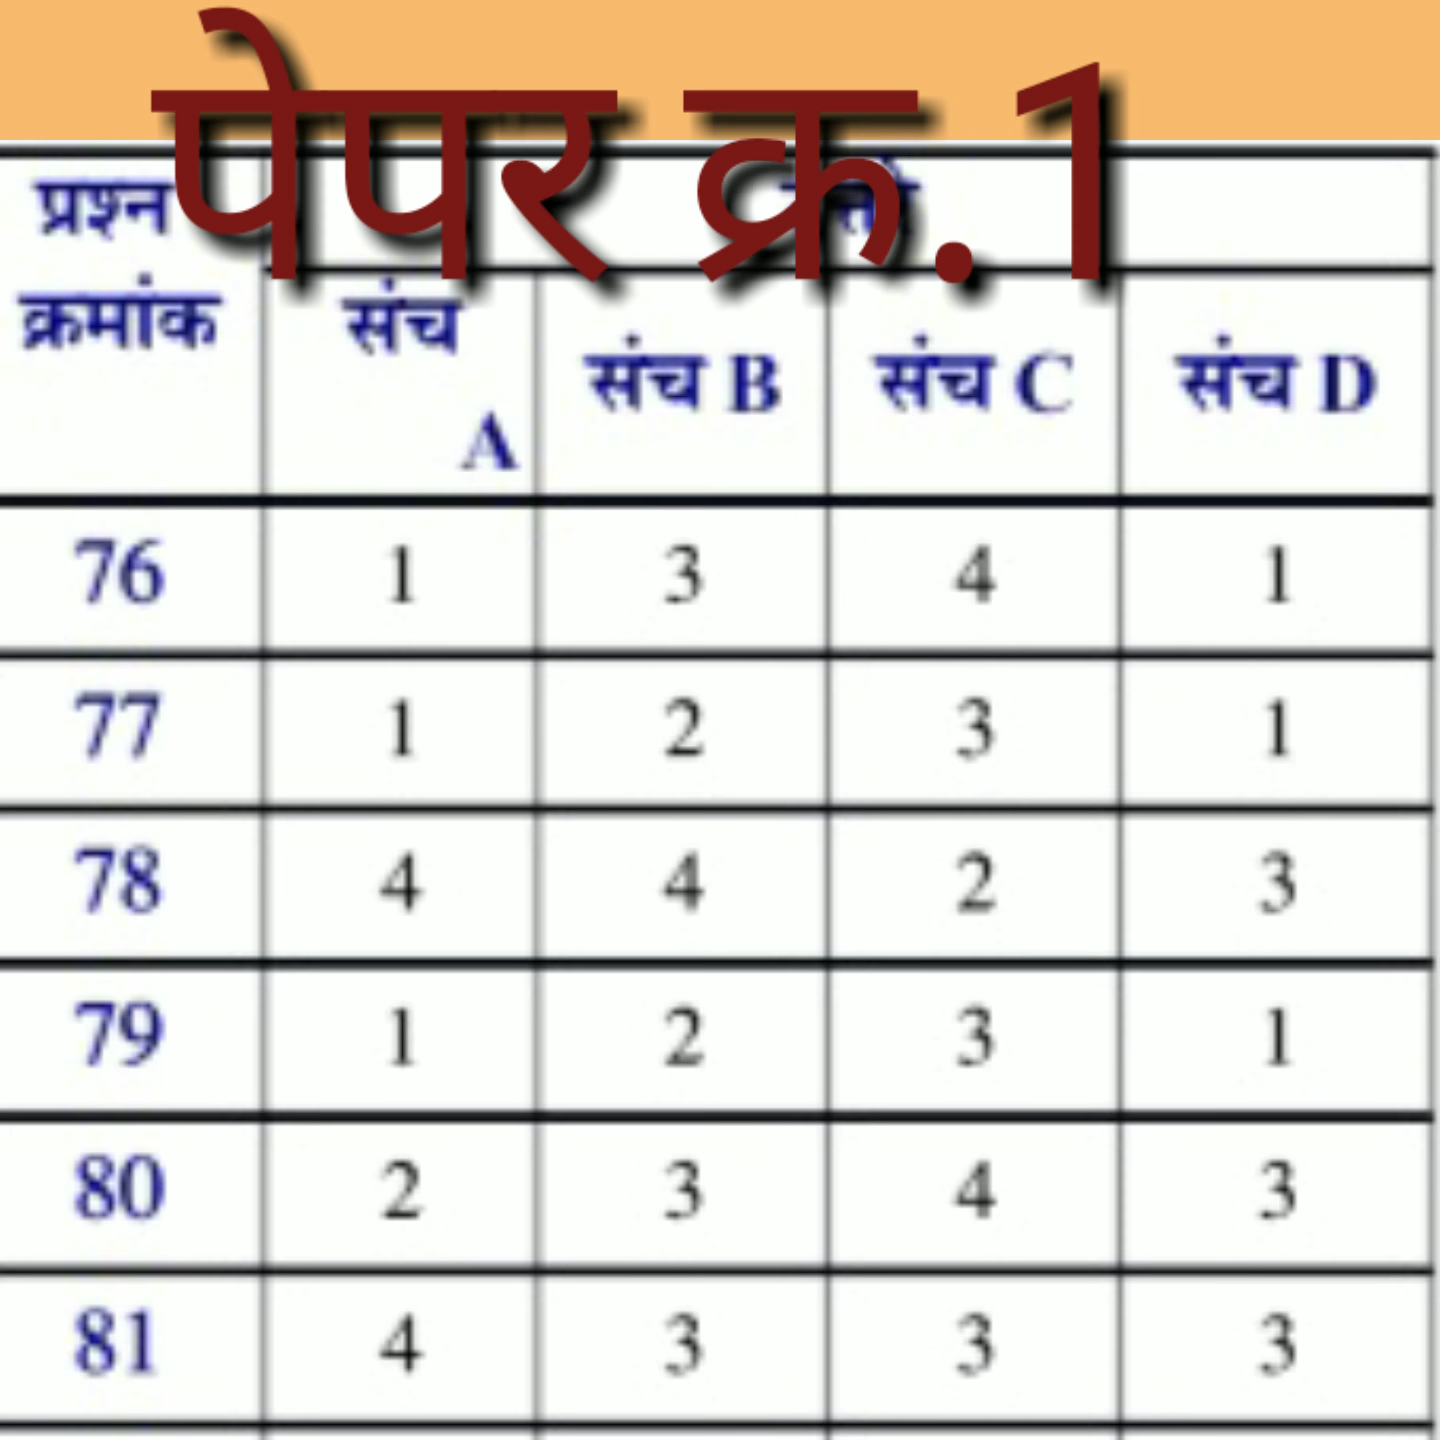 पेपर क्र.1
प्रश्न क्रमांक
संच A संच B संच C संच D
76 1 3 4 1
77 1 2 3 1
78 4 4 2 3
79 1 2 3 1
80 2 3 4 3
81 4 3 3 3